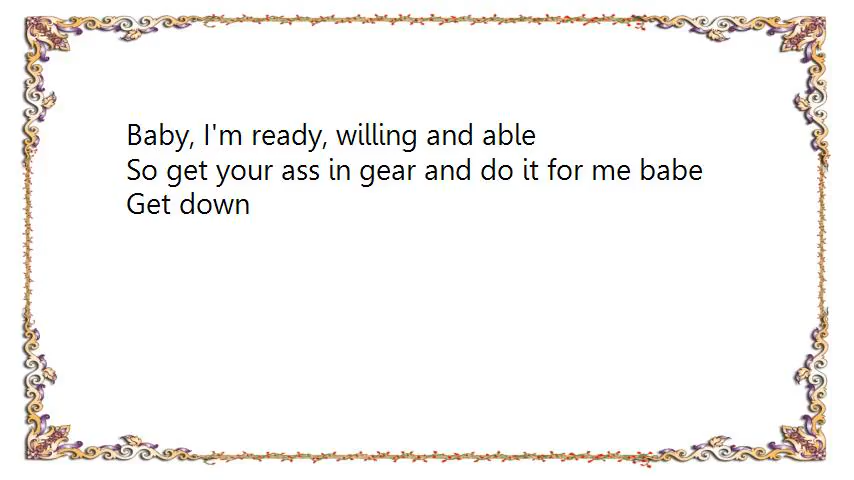 Baby, I'm ready, willing and able
So get your ass in gear and do it for me babe
Get down